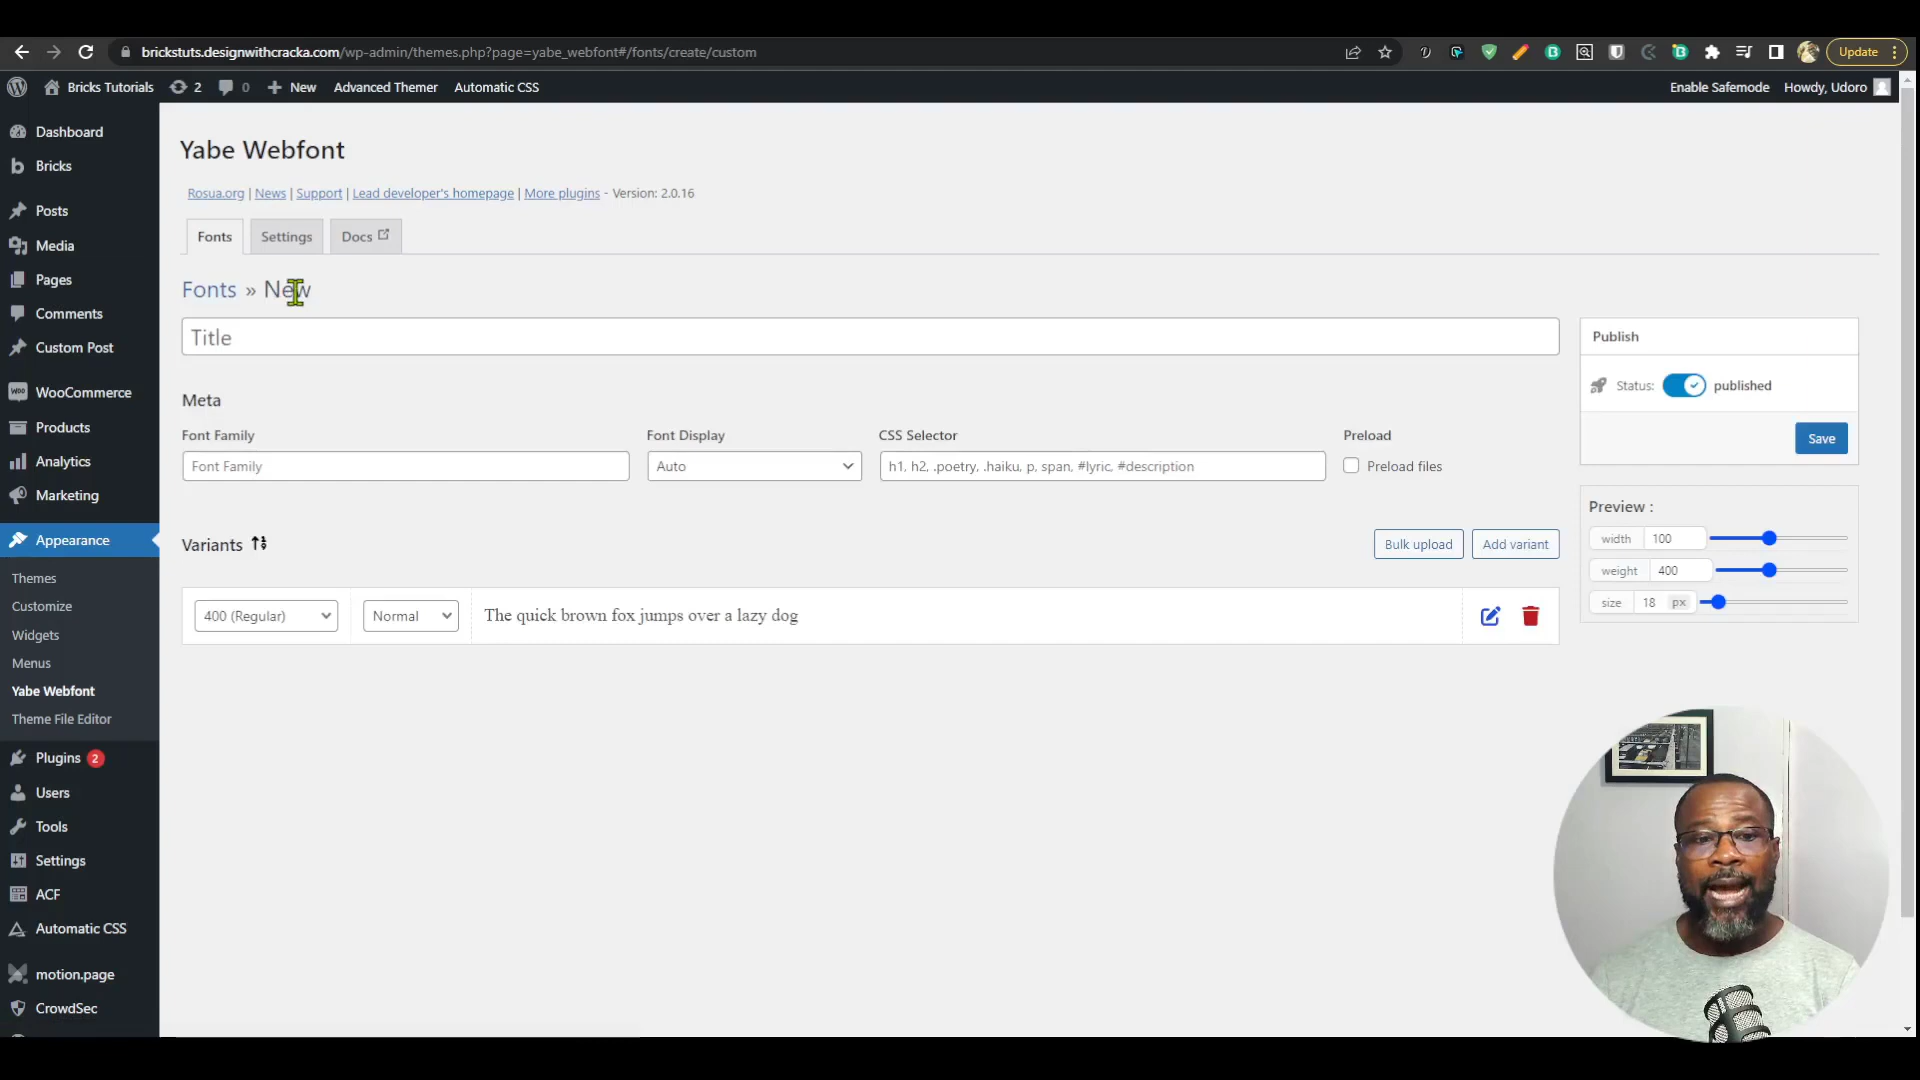 brickstuts.designwithcracka.com/wp-admin/themes.php?page=yabe_webfont#/fonts/create/custom
Update
Bricks Tutorials
2
0
New
Advanced Themer
Automatic CSS
Enable Safemode
Howdy, Udoro
Dashboard
Bricks
Posts
Media
Pages
Comments
Custom Post
WooCommerce
Products
Analytics
Marketing
Appearance
Themes
Customize
Widgets
Menus
Yabe Webfont
Theme File Editor
Plugins 2
Users
Tools
Settings
ACF
Automatic CSS
motion.page
CrowdSec
Yabe Webfont
Rosua.org | News | Support | Lead developer's homepage | More plugins - Version: 2.0.16
Fonts
Settings
Docs
Fonts » New
Title
Meta
Font Family
Font Display
CSS Selector
Preload
Font Family
Auto
h1, h2, .poetry, .haiku, p, span, #lyric, #description
Preload files
Variants
Bulk upload
Add variant
400 (Regular)
Normal
The quick brown fox jumps over a lazy dog
Publish
Status: published
Save
Preview :
width 100
weight 400
size 18 px